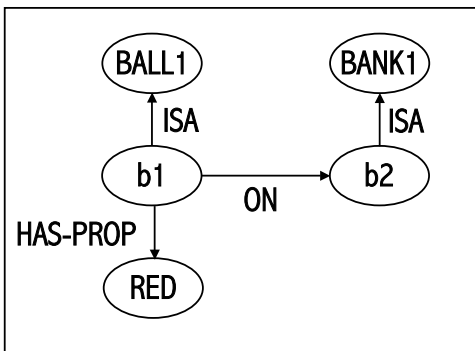 BALL1 BANK1
ISA ISA
b1 b2
ON
HAS-PROP
RED